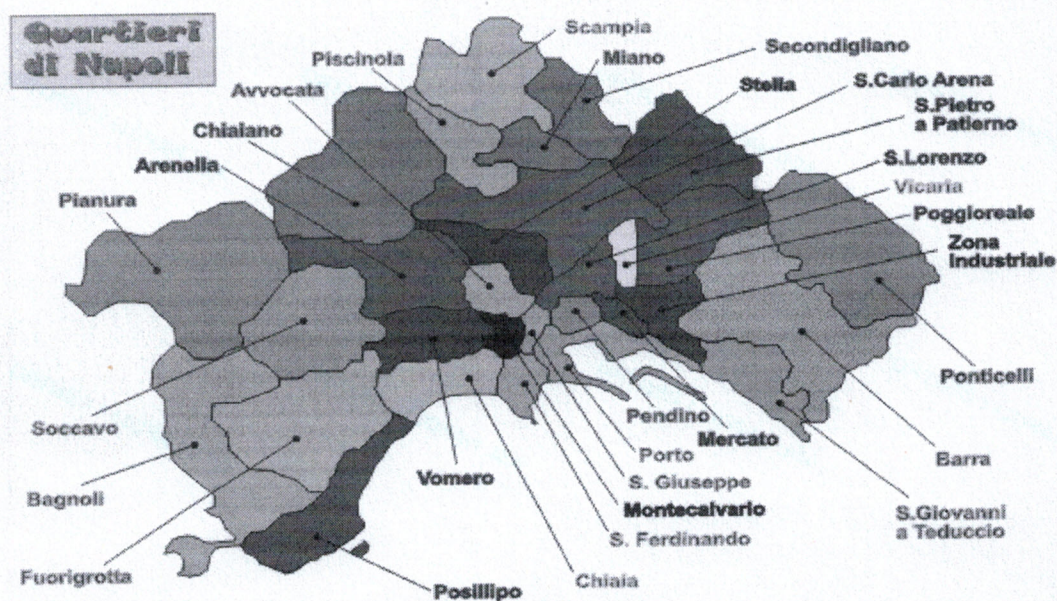 Quartieri
di Napoli
Scampia
Piscinola
Miano
Secondigliano
Avvocata
Stella
S.Carlo Arena
Chiaiano
S.Pietro
a Patierno
Arenella
S.Lorenzo
Pianura
Vicaria
Poggioreale
Zona
Industriale
Ponticelli
Soccavo
Pendino
Mercato
Porto
Barra
Bagnoli
Vomero
S. Giuseppe
Montecalvario
S.Giovanni
a Teduccio
S. Ferdinando
Fuorigrotta
Posillipo
Chiaia